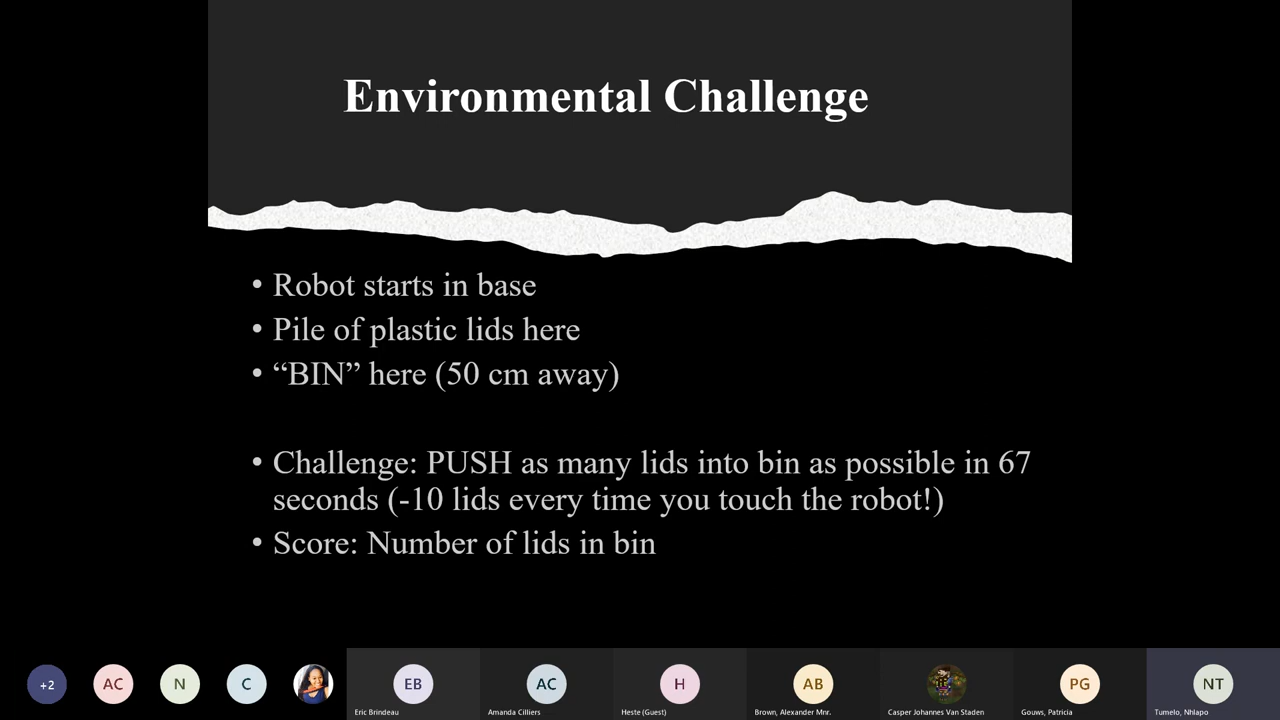 Environmental Challenge
• Robot starts in base
• Pile of plastic lids here
• “BIN” here (50 cm away)
• Challenge: PUSH as many lids into bin as possible in 67
seconds (-10 lids every time you touch the robot!)
• Score: Number of lids in bin
+2
AC
N
C
EB
AC
H
AB
PG
NT
Eric Brindeau
Amanda Cilliers
Heste (Guest)
Brown, Alexander Mnr.
Casper Johannes Van Staden
Gouws, Patricia
Tumelo, Nhlapo